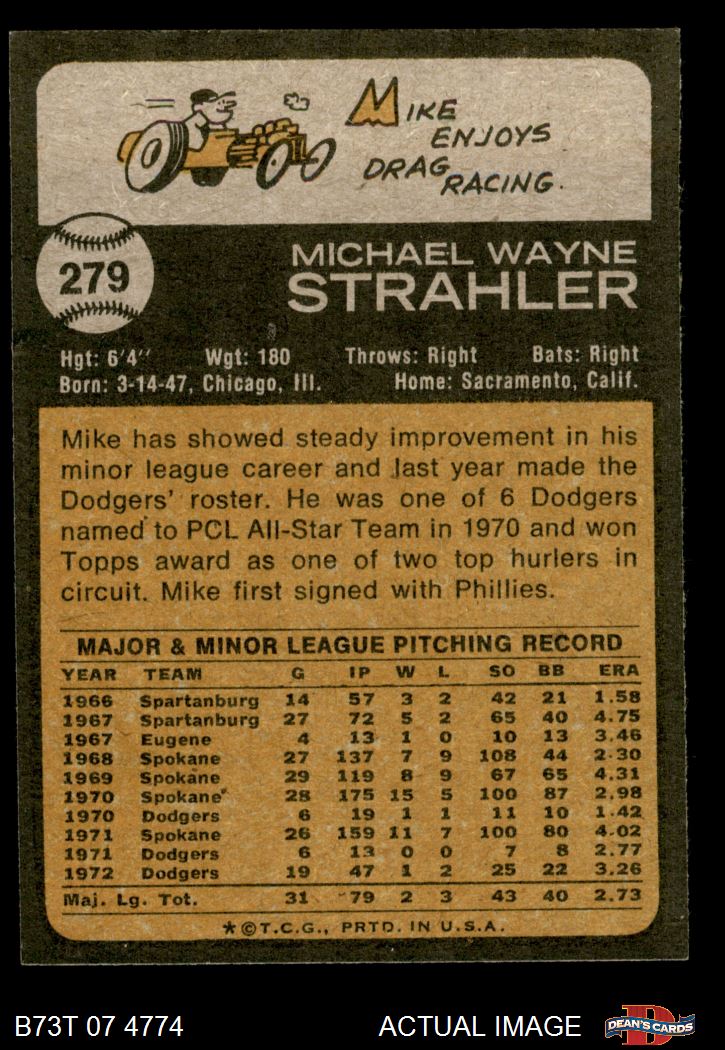 MIKE
ENJOYS
DRAG
RACING.
279
MICHAEL WAYNE
STRAHLER
Hgt: 6'4" Wgt: 180 Throws: Right Bats: Right
Born: 3-14-47, Chicago, Ill. Home: Sacramento, Calif.
Mike has showed steady improvement in his
minor league career and last year made the
Dodgers' roster. He was one of 6 Dodgers
named to PCL All-Star Team in 1970 and won
Topps award as one of two top hurlers in
circuit. Mike first signed with Phillies.
MAJOR & MINOR LEAGUE PITCHING RECORD
YEAR TEAM G IP W L SO BB ERA
1966 Spartanburg 14 57 3 2 42 21 1.58
1967 Spartanburg 27 72 5 2 65 40 4.75
1967 Eugene 4 13 1 0 10 13 3.46
1968 Spokane 27 137 7 9 108 44 2.30
1969 Spokane 29 119 8 9 67 65 4.31
1970 Spokane 28 175 15 5 100 87 2.98
1970 Dodgers 6 19 1 1 11 10 1.42
1971 Spokane 26 159 11 7 100 80 4.02
1971 Dodgers 6 13 0 0 7 8 2.77
1972 Dodgers 19 47 1 2 25 22 3.26
Maj. Lg. Tot. 31 79 2 3 43 40 2.73
*©T.C.G., PRTD. IN U.S.A.
B73T 07 4774 ACTUAL IMAGE DEAN'S CARDS